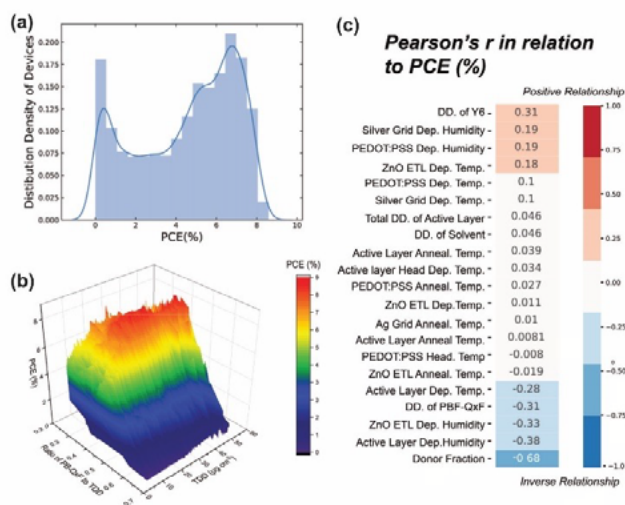 (a)
0.200
0.175
0.150
0.125
0.100
0.075
0.050
0.025
0.000
Distibution Density of Devices
0 2 4 6 8 10
PCE(%)
(b)
PCE (%)
9
8
7
6
5
4
3
2
1
0
PCE (%)
TDD (μg cm
(c)
Pearson's r in relation
to PCE (%)
Positive Relationship
DD. of Y6 0.31
Silver Grid Dep. Humidity 0.19
PEDOT:PSS Dep. Humidity 0.19
ZnO ETL Dep. Temp. 0.18
PEDOT:PSS Dep. Temp. 0.1
Silver Grid Dep. Temp. 0.1
Total DD. of Active Layer 0.046
DD. of Solvent 0.046
Active Layer Anneal. Temp. 0.039
Active layer Head Dep. Temp. 0.034
PEDOT:PSS Anneal. Temp. 0.027
ZnO ETL Dep.Temp. 0.011
Ag Grid Anneal. Temp. 0.01
Active Layer Anneal Temp. 0.0081
PEDOT:PSS Head. Temp -0.008
ZnO ETL Anneal. Temp. -0.019
Active Layer Dep. Temp. -0.28
DD. of PBF-QxF -0.31
ZnO ETL Dep. Humidity -0.33
Active Layer Dep.Humidity -0.38
Donor Fraction -0.68
1.00
0.75
0.50
0.25
0.00
-0.25
-0.50
-0.75
-1.00
Inverse Relationship